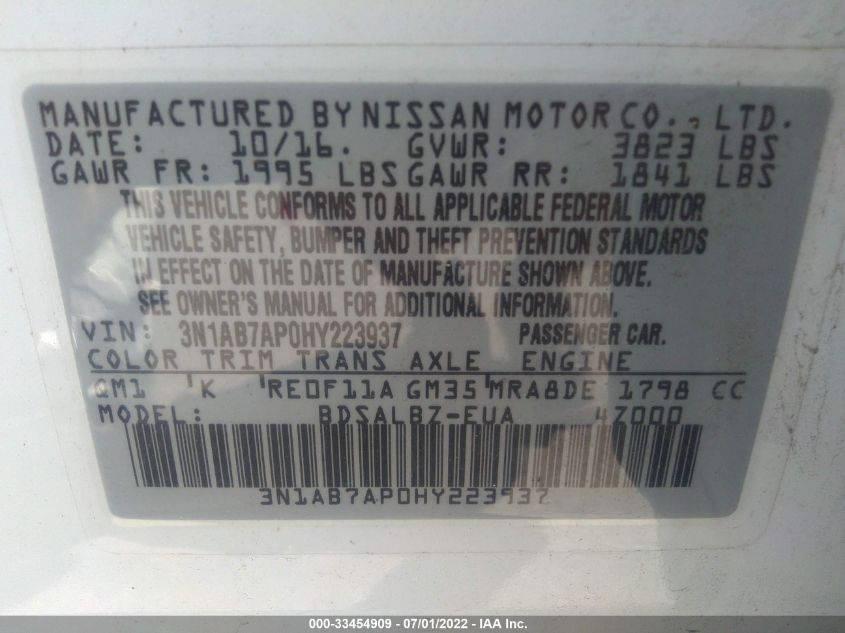 MANUFACTURED BY NISSAN MOTOR CO., LTD.
DATE: 10/16. GVWR: 3823 LBS
GAWR FR: 1995 LBS GAWR RR: 1841 LBS
THIS VEHICLE CONFORMS TO ALL APPLICABLE FEDERAL MOTOR
VEHICLE SAFETY, BUMPER AND THEFT PREVENTION STANDARDS
IN EFFECT ON THE DATE OF MANUFACTURE SHOWN ABOVE.
SEE OWNER'S MANUAL FOR ADDITIONAL INFORMATION.
VIN: 3N1AB7AP0HY223937 PASSENGER CAR.
COLOR TRIM TRANS AXLE ENGINE
QM1 'K 'RE0F11A GM35'MRA8DE 1798 CC
MODEL: BDSALBZ-EUA 4Z000
3N1AB7AP0HY223937
000-33454909 - 07/01/2022 - IAA Inc.